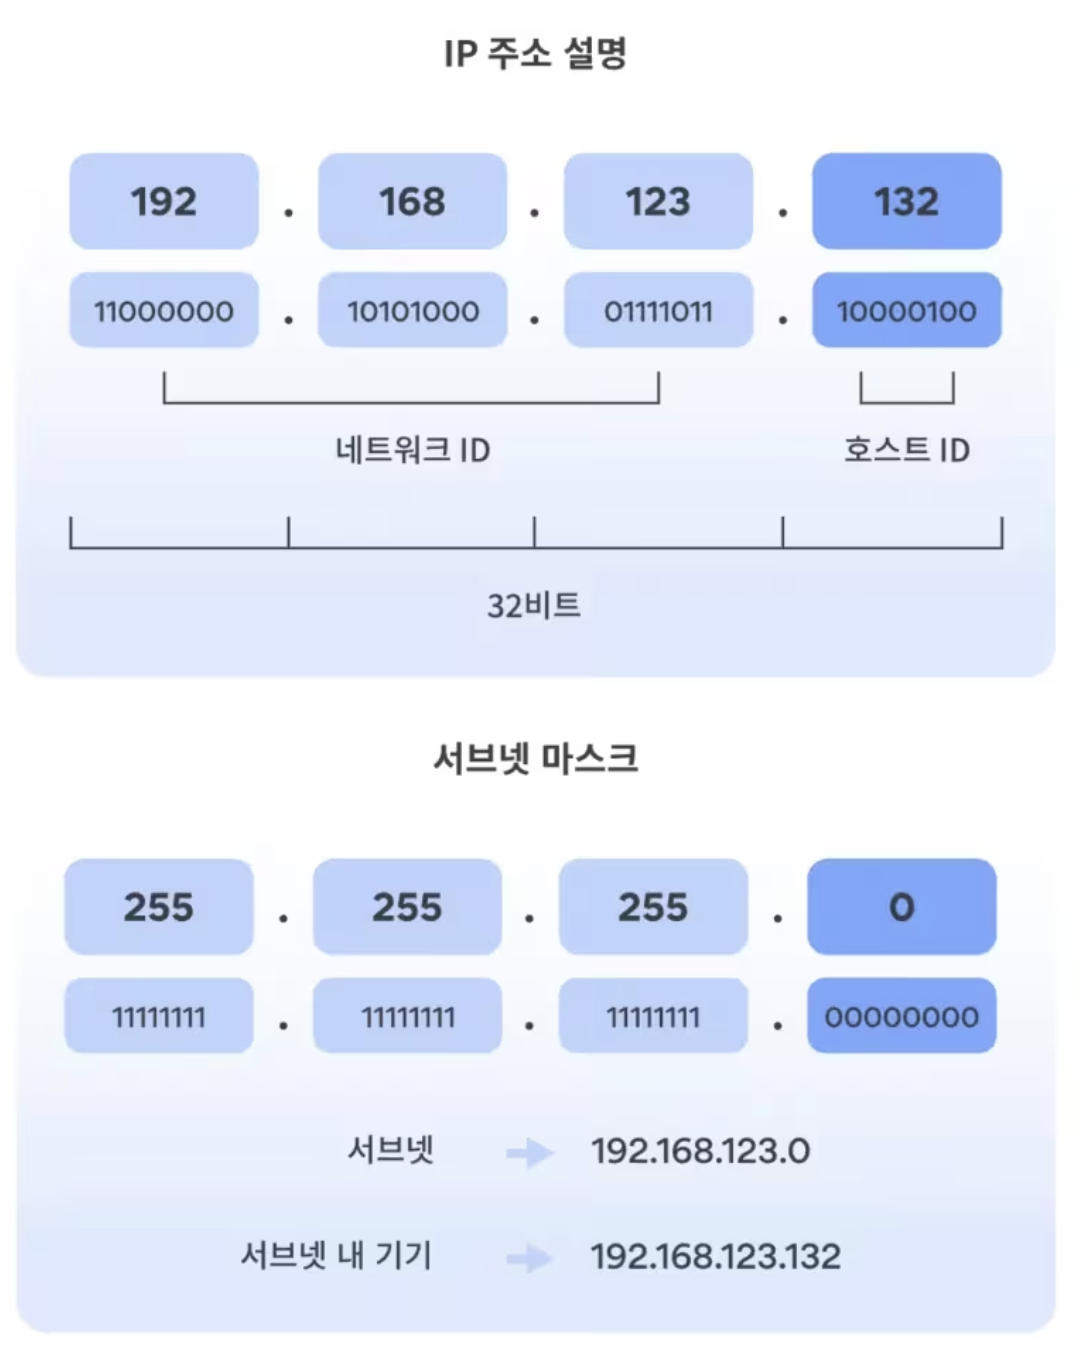 IP 주소 설명
192 . 168 . 123 . 132
11000000 . 10101000 . 01111011 . 10000100
네트워크 ID 호스트 ID
32비트
서브넷 마스크
255 . 255 . 255 . 0
11111111 . 11111111 . 11111111 . 00000000
서브넷 192.168.123.0
서브넷 내 기기 192.168.123.132